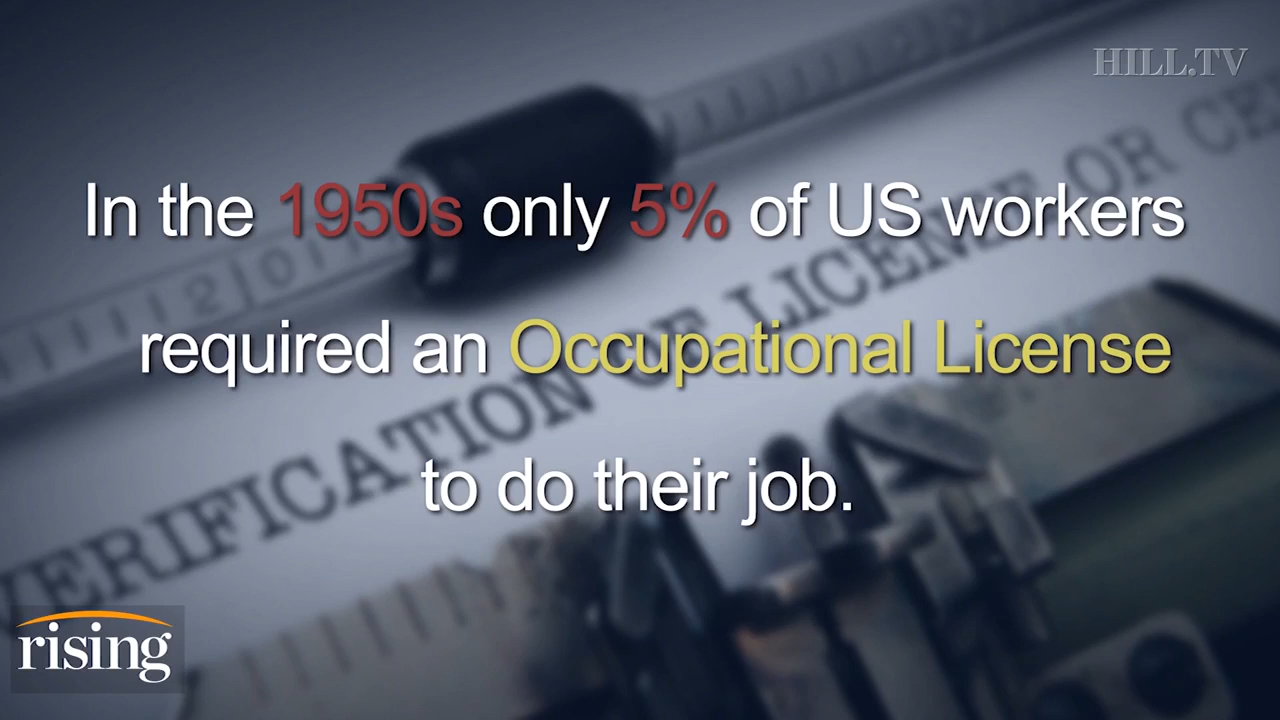 HILL.TV
In the 1950s only 5% of US workers
required an Occupational License
to do their job.
VERIFICATION OF LICENSE OR CE
rising